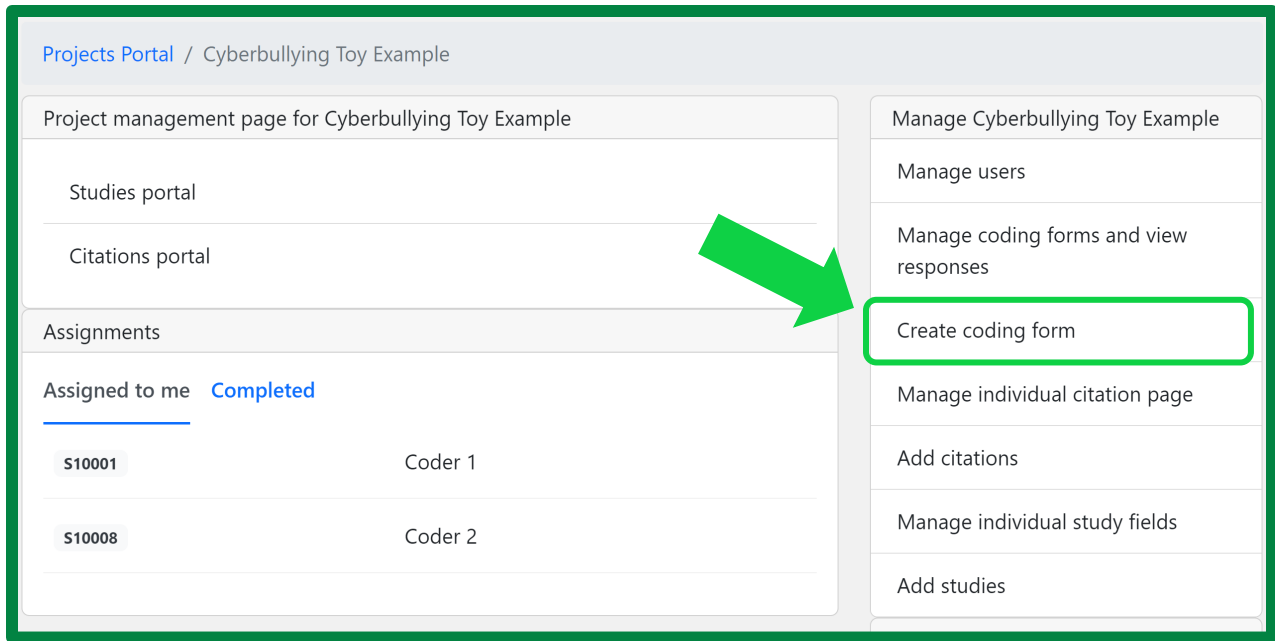 Projects Portal / Cyberbullying Toy Example
Project management page for Cyberbullying Toy Example
Studies portal
Citations portal
Assignments
Assigned to me Completed
S10001 Coder 1
S10008 Coder 2
Manage Cyberbullying Toy Example
Manage users
Manage coding forms and view
responses
Create coding form
Manage individual citation page
Add citations
Manage individual study fields
Add studies